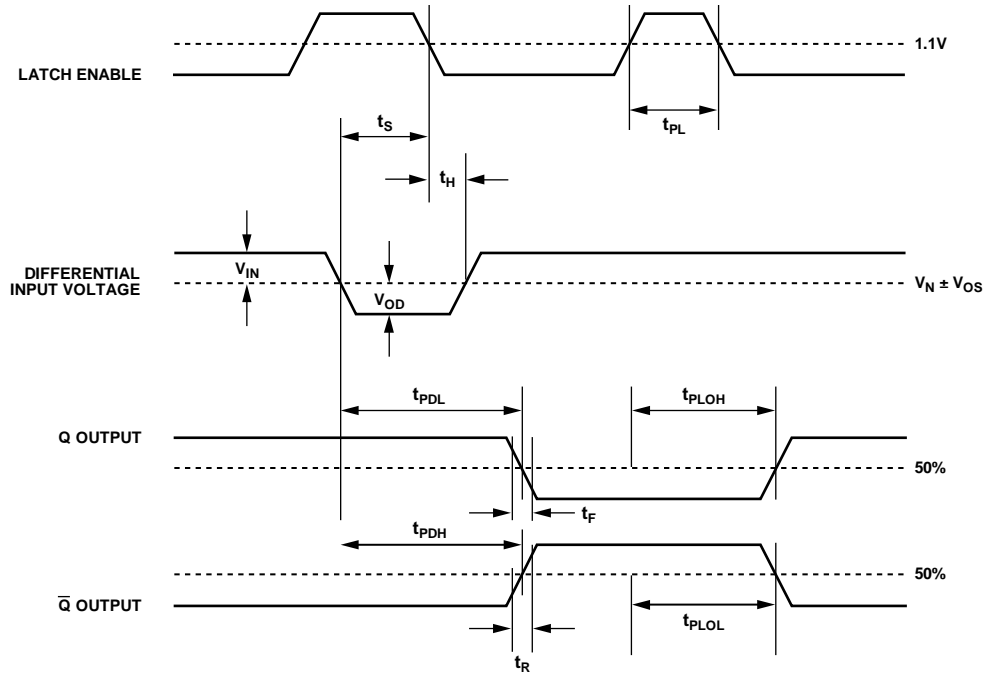 1.1V
LATCH ENABLE
tS
tPL
tH
VIN
DIFFERENTIAL
INPUT VOLTAGE
VOD
VN ± VOS
tPDL
tPLOH
Q OUTPUT
50%
tF
tPDH
50%
Q̅ OUTPUT
tPLOL
tR